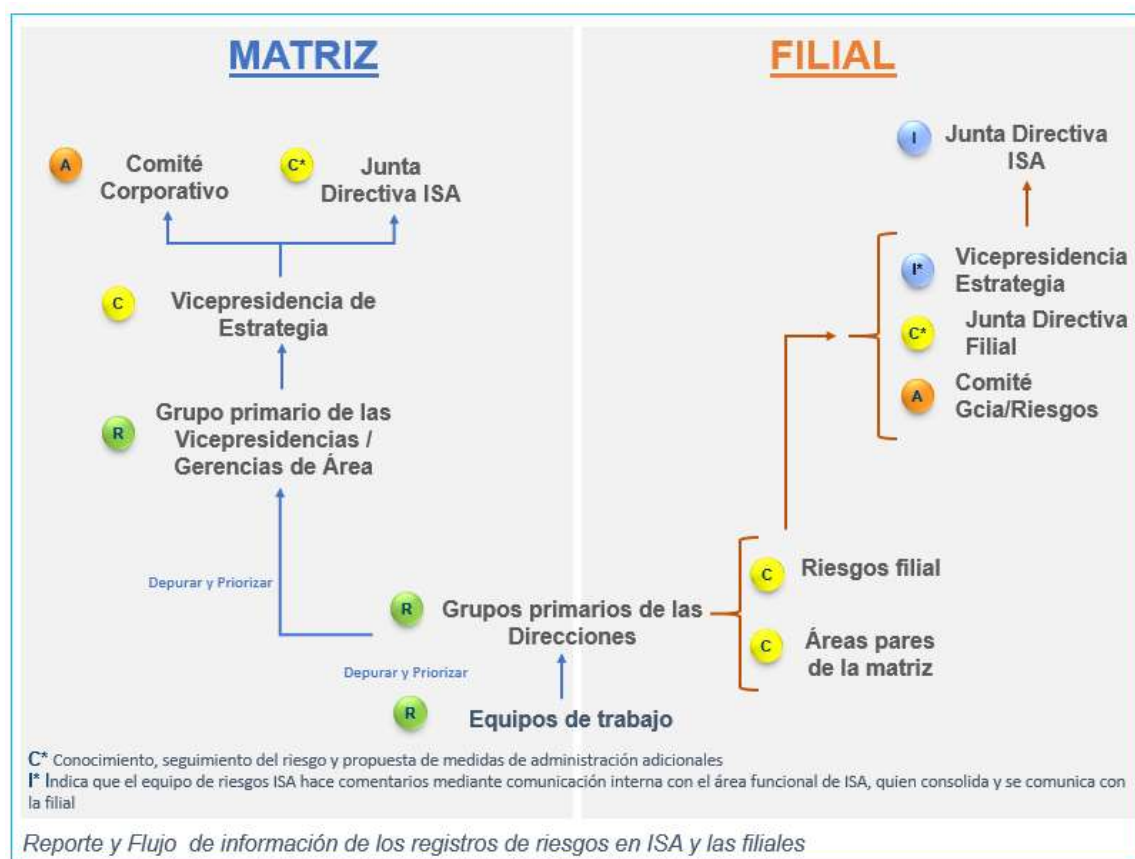 MATRIZ
A
Comité
Corporativo
C*
Junta
Directiva ISA
C
Vicepresidencia de
Estrategia
R
Grupo primario de las
Vicepresidencias /
Gerencias de Área
Depurar y Priorizar
R
Grupos primarios de las
Direcciones
Depurar y Priorizar
R
Equipos de trabajo
FILIAL
I
Junta Directiva
ISA
I*
Vicepresidencia
Estrategia
C*
Junta Directiva
Filial
A
Comité
Gcia/Riesgos
C
Riesgos filial
C
Áreas pares
de la matriz
C* Conocimiento, seguimiento del riesgo y propuesta de medidas de administración adicionales
I* Indica que el equipo de riesgos ISA hace comentarios mediante comunicación interna con el área funcional de ISA, quien consolida y se comunica con
la filial
Reporte y Flujo de información de los registros de riesgos en ISA y las filiales